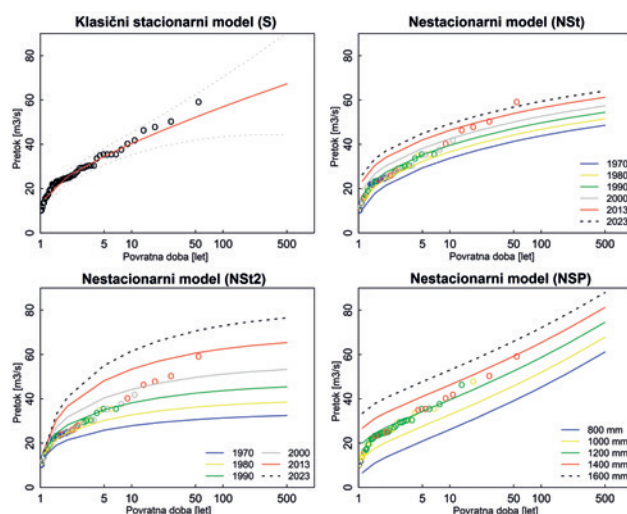 Klasični stacionarni model (S)
Pretok [m3/s]
80
60
40
20
0
1 5 10 50 100 500
Povratna doba [let]
Nestacionarni model (NSt)
Pretok [m3/s]
80
60
40
20
0
1970
1980
1990
2000
2013
2023
1 5 10 50 100 500
Povratna doba [let]
Nestacionarni model (NSt2)
Pretok [m3/s]
80
60
40
20
0
1970 2000
1980 2013
1990 2023
1 5 10 50 100 500
Povratna doba [let]
Nestacionarni model (NSP)
Pretok [m3/s]
80
60
40
20
0
800 mm
1000 mm
1200 mm
1400 mm
1600 mm
1 5 10 50 100 500
Povratna doba [let]